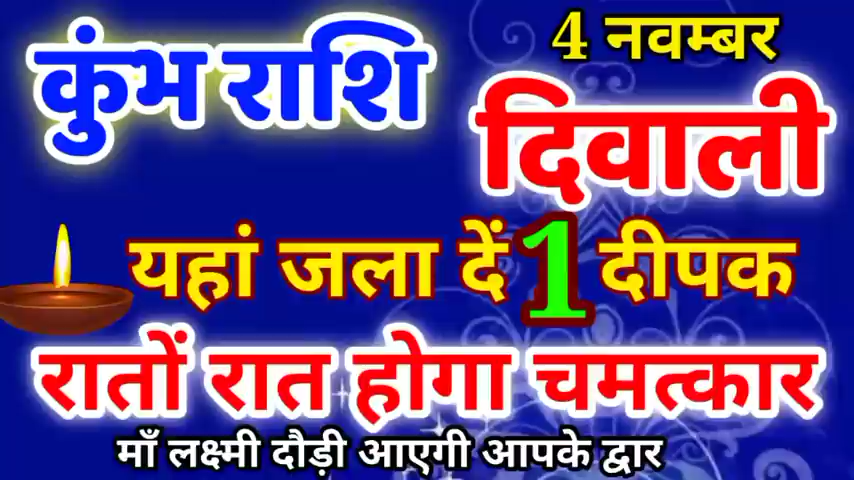 कुंभ राशि
4 नवम्बर
दिवाली
यहां जला दें 1 दीपक
रातों रात होगा चमत्कार
माँ लक्ष्मी दौड़ी आएगी आपके द्वार